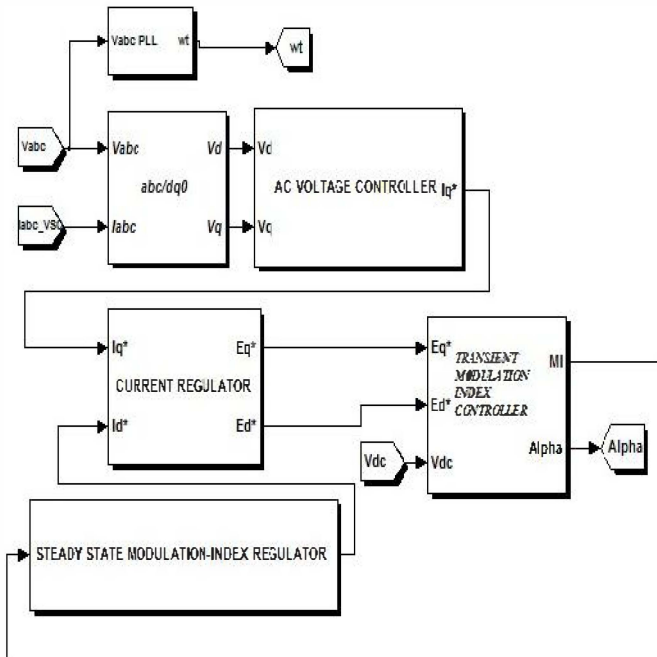 Vabc PLL wt
wt
Vabc
Vabc Vd
Vd
abc/dq0
AC VOLTAGE CONTROLLER Iq*
Iabc_VSC
Iabc Vq
Vq
Iq* Eq*
CURRENT REGULATOR
Id* Ed*
Eq*
TRANSIENT
MODULATION
INDEX
CONTROLLER
MI
Ed*
Vdc
Vdc
Alpha
Alpha
STEADY STATE MODULATION-INDEX REGULATOR